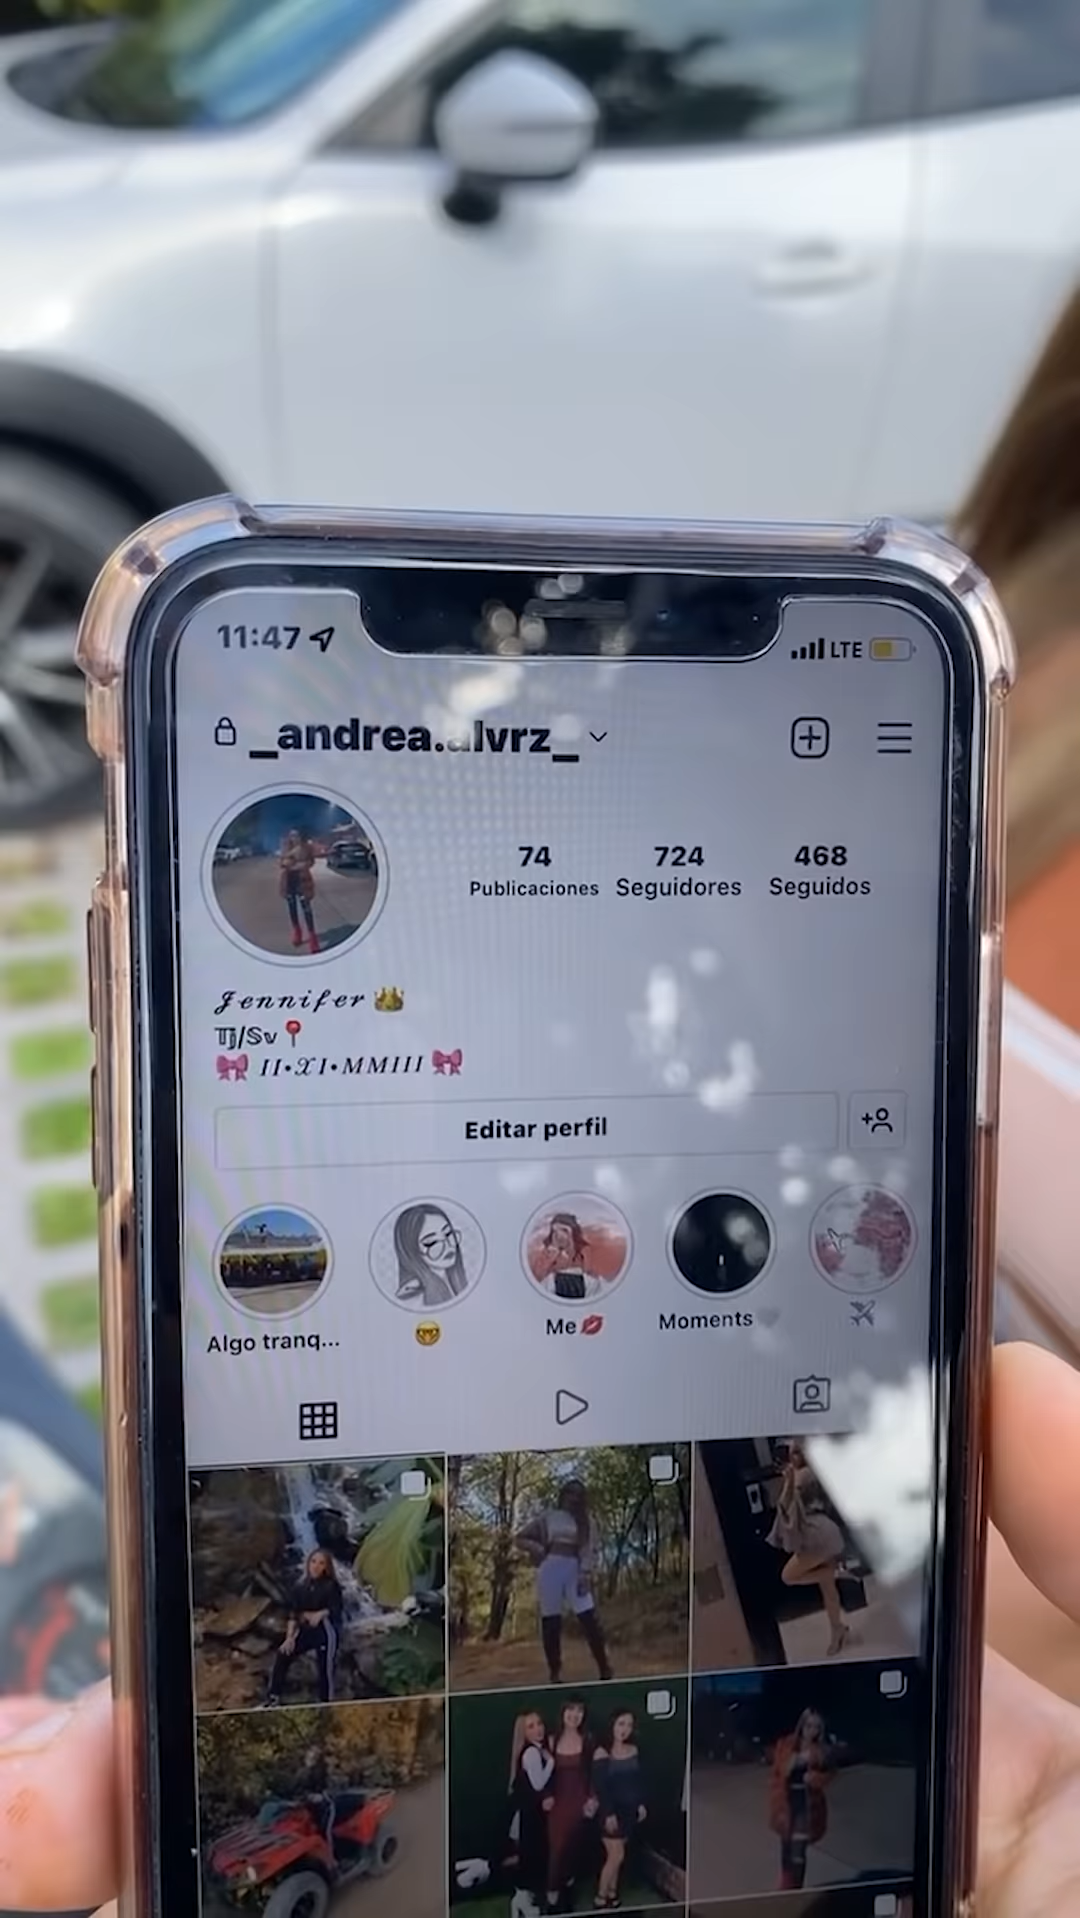 11:47 LTE
_andrea.alvrz_
74 724 468
Publicaciones Seguidores Seguidos
𝓙𝓮𝓷𝓷𝓲𝓯𝓮𝓻 👑
𝕋𝕛/𝕊𝕧📍
🎀 𝐼𝐼•𝒳𝐼•𝑀𝑀𝐼𝐼𝐼 🎀
Editar perfil
Algo tranq... 🤓 Me💋 Moments🤍 ✈